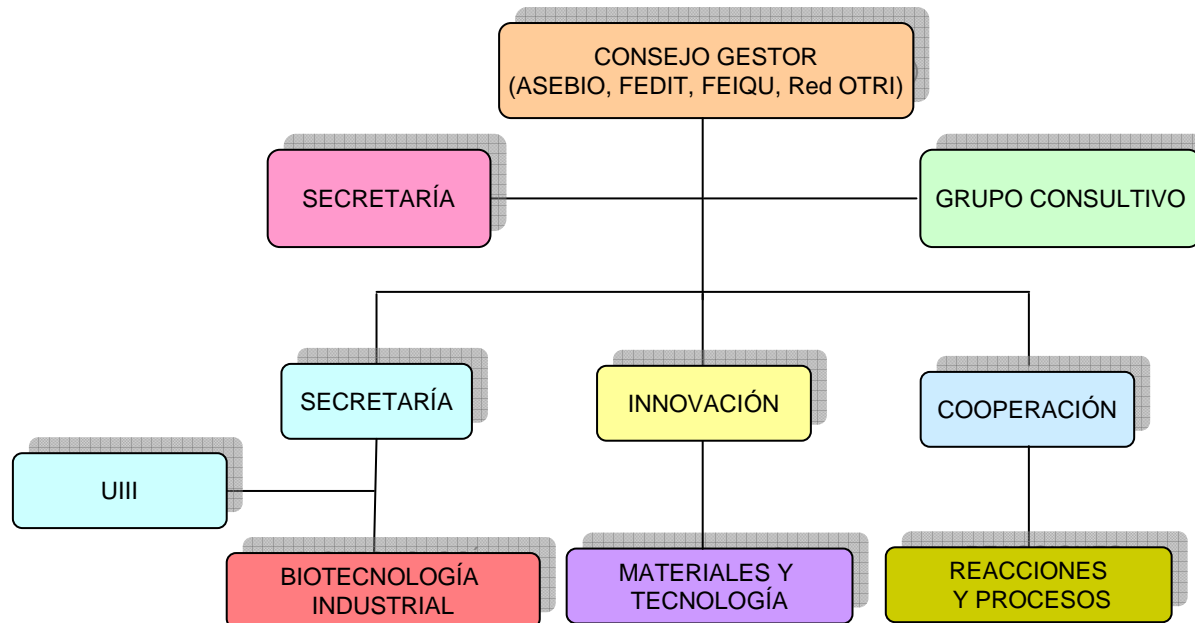 CONSEJO GESTOR
(ASEBIO, FEDIT, FEIQU, Red OTRI)
SECRETARÍA
GRUPO CONSULTIVO
SECRETARÍA
INNOVACIÓN
COOPERACIÓN
UIII
BIOTECNOLOGÍA
INDUSTRIAL
MATERIALES Y
TECNOLOGÍA
REACCIONES
Y PROCESOS